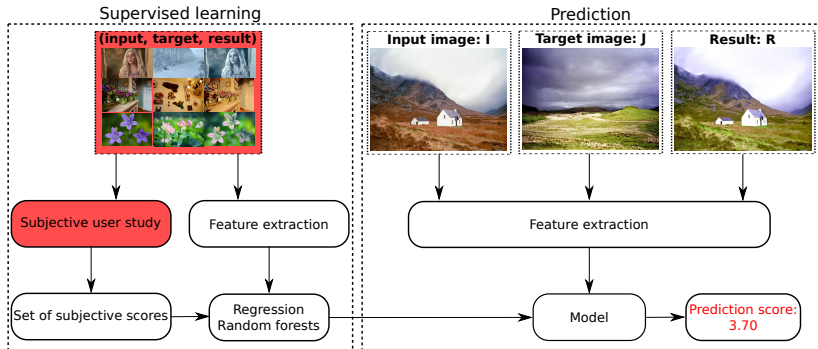 Supervised learning
Prediction
(input, target, result)
Input image: I
Target image: J
Result: R
Subjective user study
Feature extraction
Feature extraction
Set of subjective scores
Regression
Random forests
Model
Prediction score:
3.70